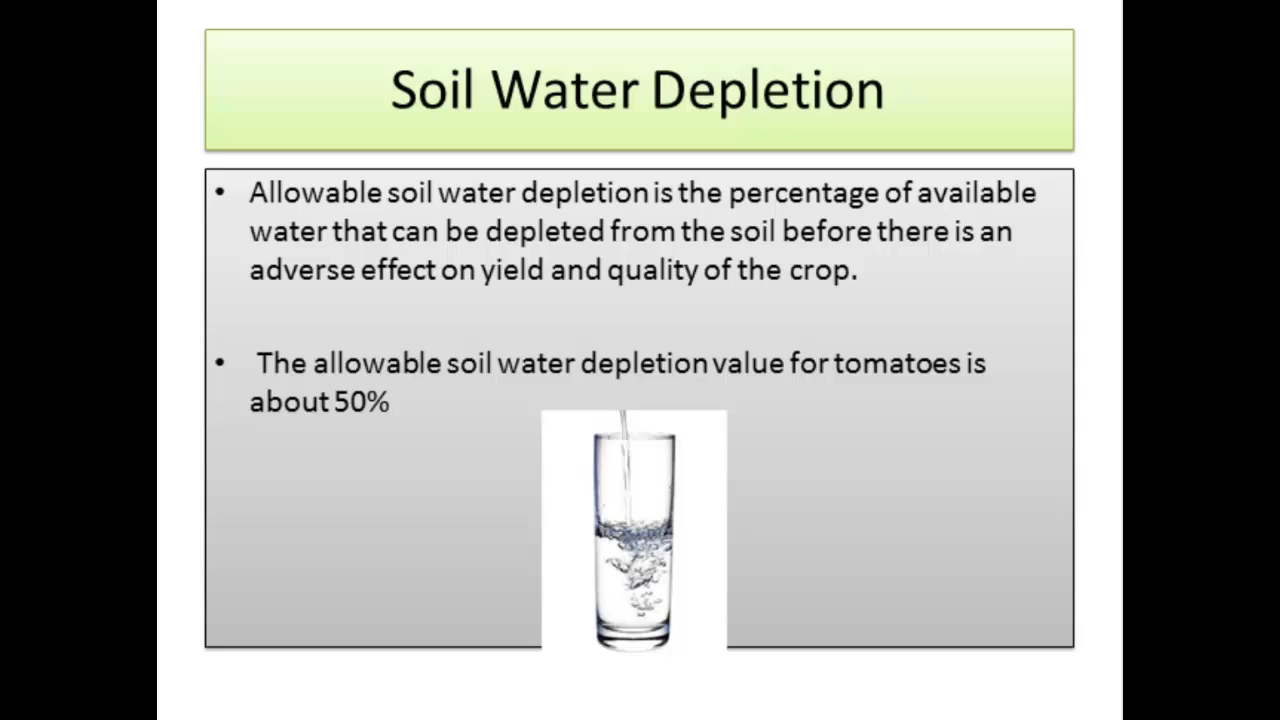 Soil Water Depletion
• Allowable soil water depletion is the percentage of available
water that can be depleted from the soil before there is an
adverse effect on yield and quality of the crop.
• The allowable soil water depletion value for tomatoes is
about 50%